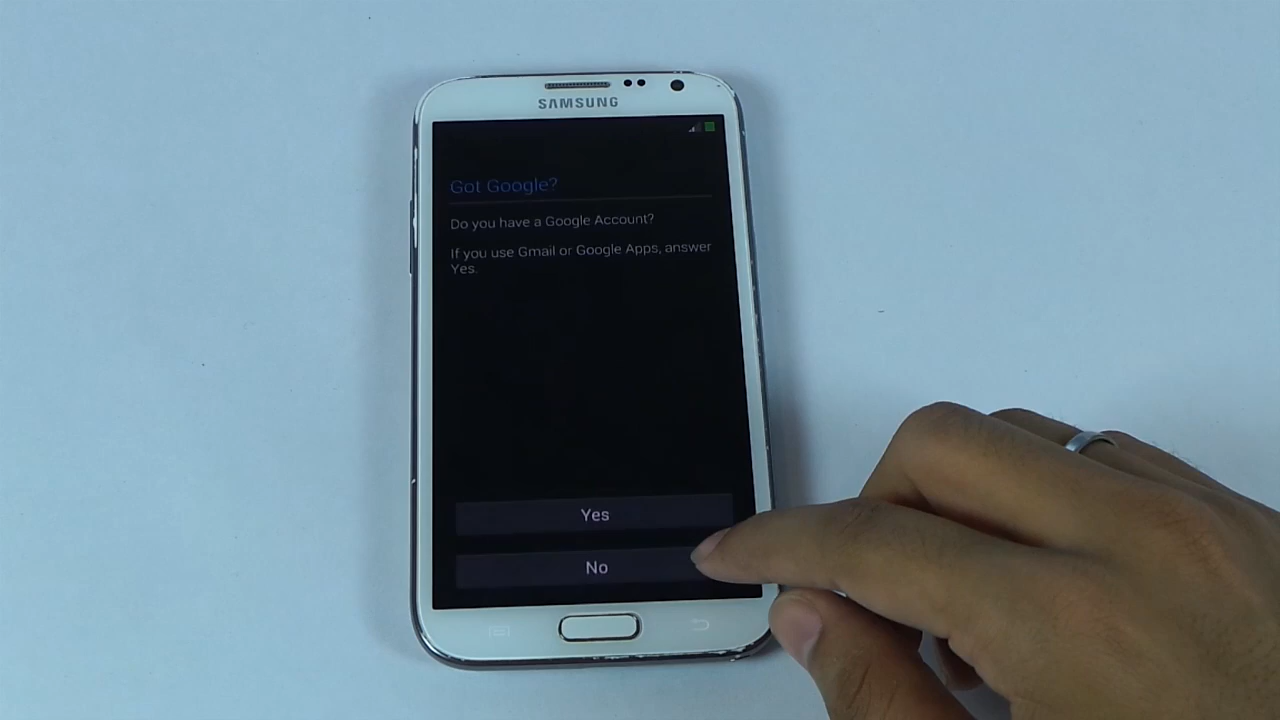 SAMSUNG
Got Google?
Do you have a Google Account?
If you use Gmail or Google Apps, answer
Yes.
Yes
No